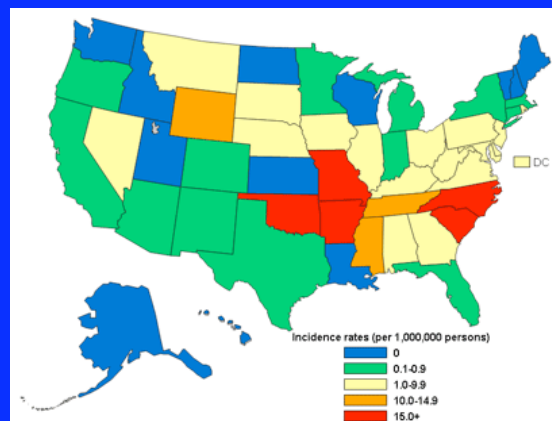 DC
Incidence rates (per 1,000,000 persons)
0
0.1-0.9
1.0-9.9
10.0-14.9
15.0+